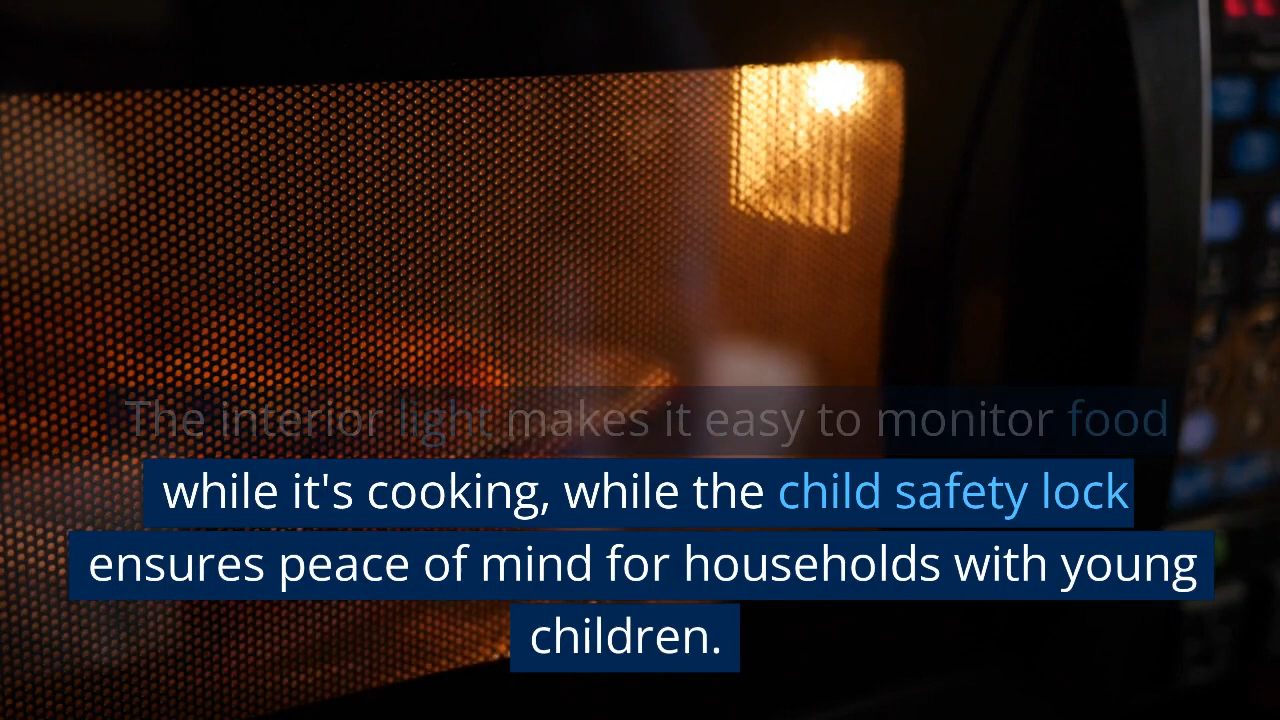 The interior light makes it easy to monitor food
while it's cooking, while the child safety lock
ensures peace of mind for households with young
children.